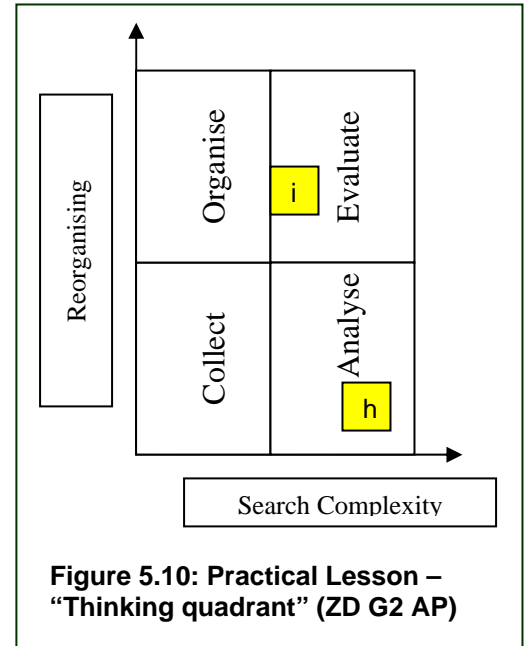 Reorganising
Organise
Evaluate
i
Collect
Analyse
h
Search Complexity
Figure 5.10: Practical Lesson –
“Thinking quadrant” (ZD G2 AP)